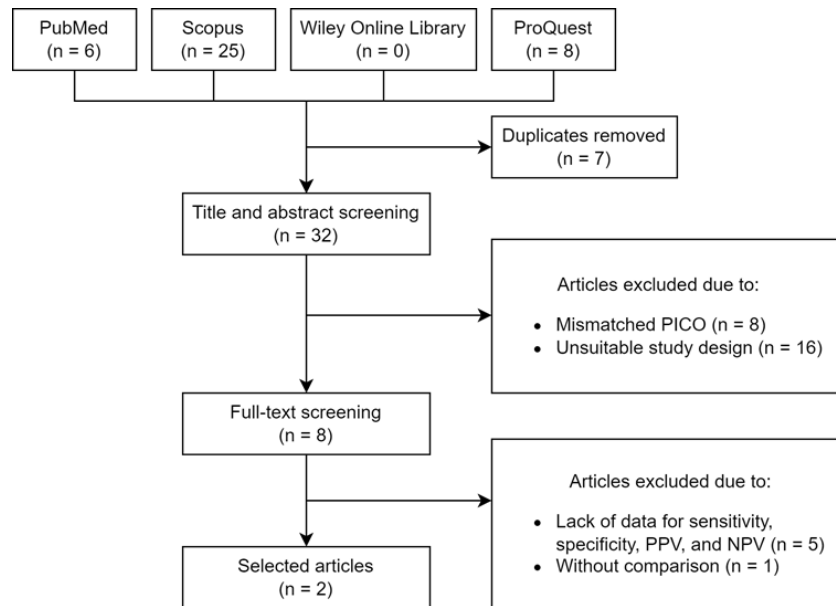 PubMed
(n = 6)
Scopus
(n = 25)
Wiley Online Library
(n = 0)
ProQuest
(n = 8)
Duplicates removed
(n = 7)
Title and abstract screening
(n = 32)
Articles excluded due to:
• Mismatched PICO (n = 8)
• Unsuitable study design (n = 16)
Full-text screening
(n = 8)
Articles excluded due to:
• Lack of data for sensitivity,
specificity, PPV, and NPV (n = 5)
• Without comparison (n = 1)
Selected articles
(n = 2)